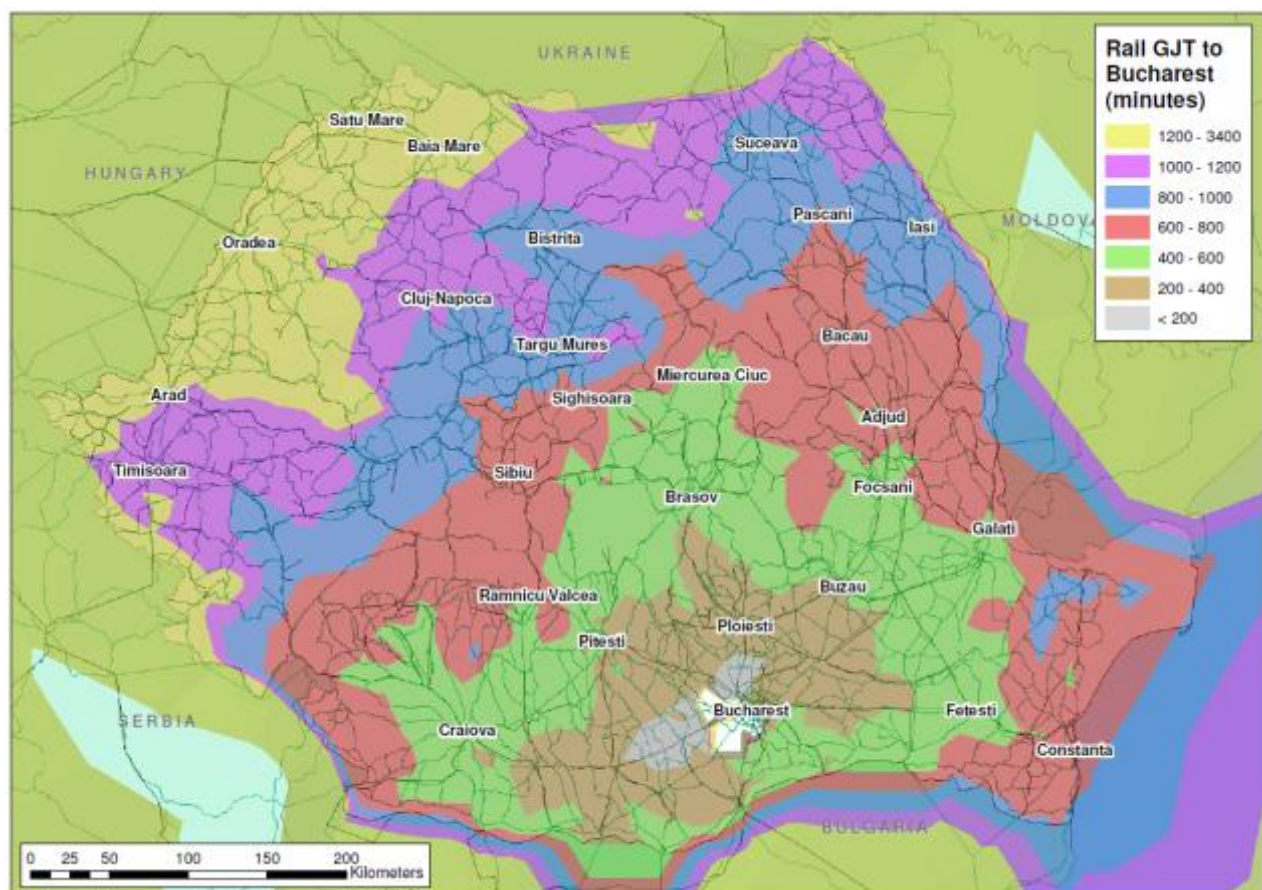 UKRAINE
Rail GJT to
Bucharest
(minutes)
1200 - 3400
1000 - 1200
800 - 1000
600 - 800
400 - 600
200 - 400
< 200
Satu Mare
Baia Mare
Suceava
HUNGARY
Pascani
Iasi
MOLDOVA
Oradea
Bistrita
Cluj-Napoca
Targu Mures
Bacau
Miercurea Ciuc
Arad
Sighisoara
Adjud
Timisoara
Sibiu
Brasov
Focsani
Galati
Ramnicu Valcea
Buzau
Ploiesti
Pitesti
SERBIA
Bucharest
Fetesti
Craiova
Constanta
BULGARIA
0 25 50 100 150 200
Kilometers